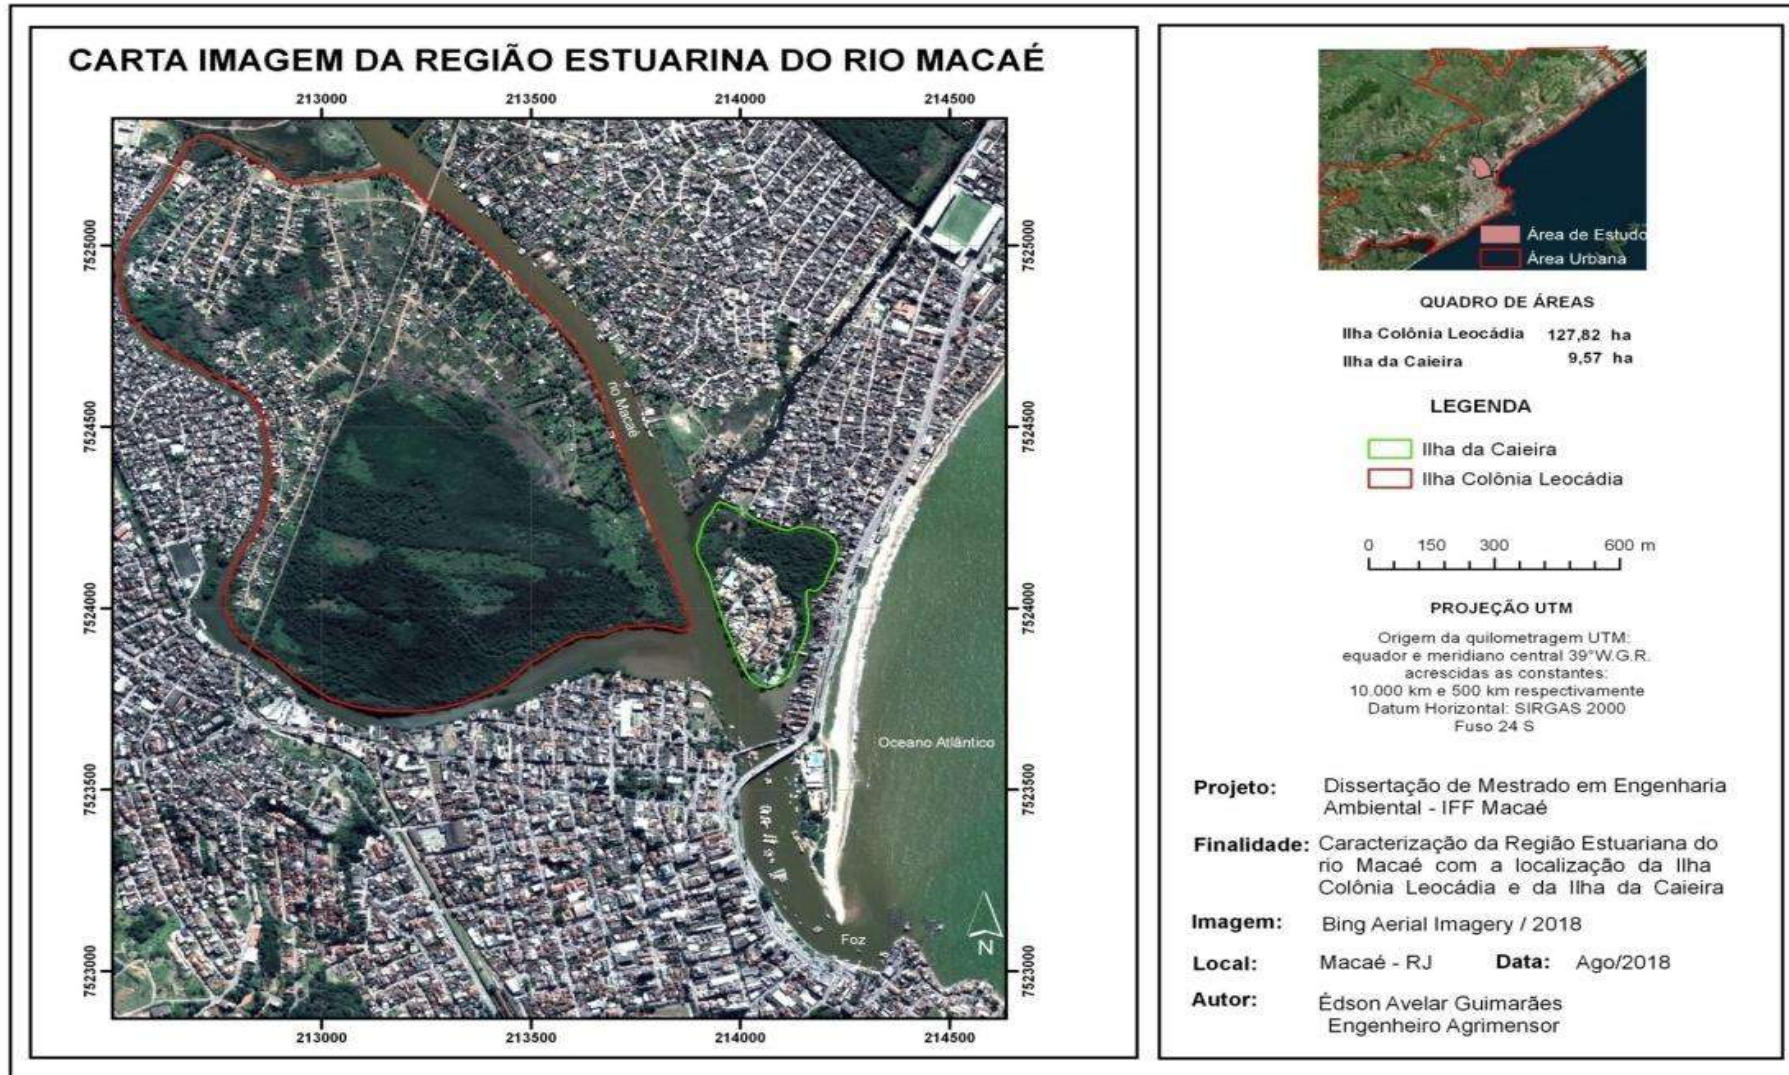 CARTA IMAGEM DA REGIÃO ESTUARINA DO RIO MACAÉ
213000 213500 214000 214500
7525000 7525000
7524500 7524500
7524000 7524000
7523500 7523500
7523000 7523000
rio Macaé
Oceano Atlântico
Foz
N
213000 213500 214000 214500
Área de Estudo
Área Urbana
QUADRO DE ÁREAS
Ilha Colônia Leocádia 127,82 ha
Ilha da Caieira 9,57 ha
LEGENDA
Ilha da Caieira
Ilha Colônia Leocádia
0 150 300 600 m
PROJEÇÃO UTM
Origem da quilometragem UTM:
equador e meridiano central 39°W.G.R.
acrescidas as constantes:
10.000 km e 500 km respectivamente
Datum Horizontal: SIRGAS 2000
Fuso 24 S
Projeto: Dissertação de Mestrado em Engenharia
Ambiental - IFF Macaé
Finalidade: Caracterização da Região Estuariana do
rio Macaé com a localização da Ilha
Colônia Leocádia e da Ilha da Caieira
Imagem: Bing Aerial Imagery / 2018
Local: Macaé - RJ Data: Ago/2018
Autor: Édson Avelar Guimarães
Engenheiro Agrimensor